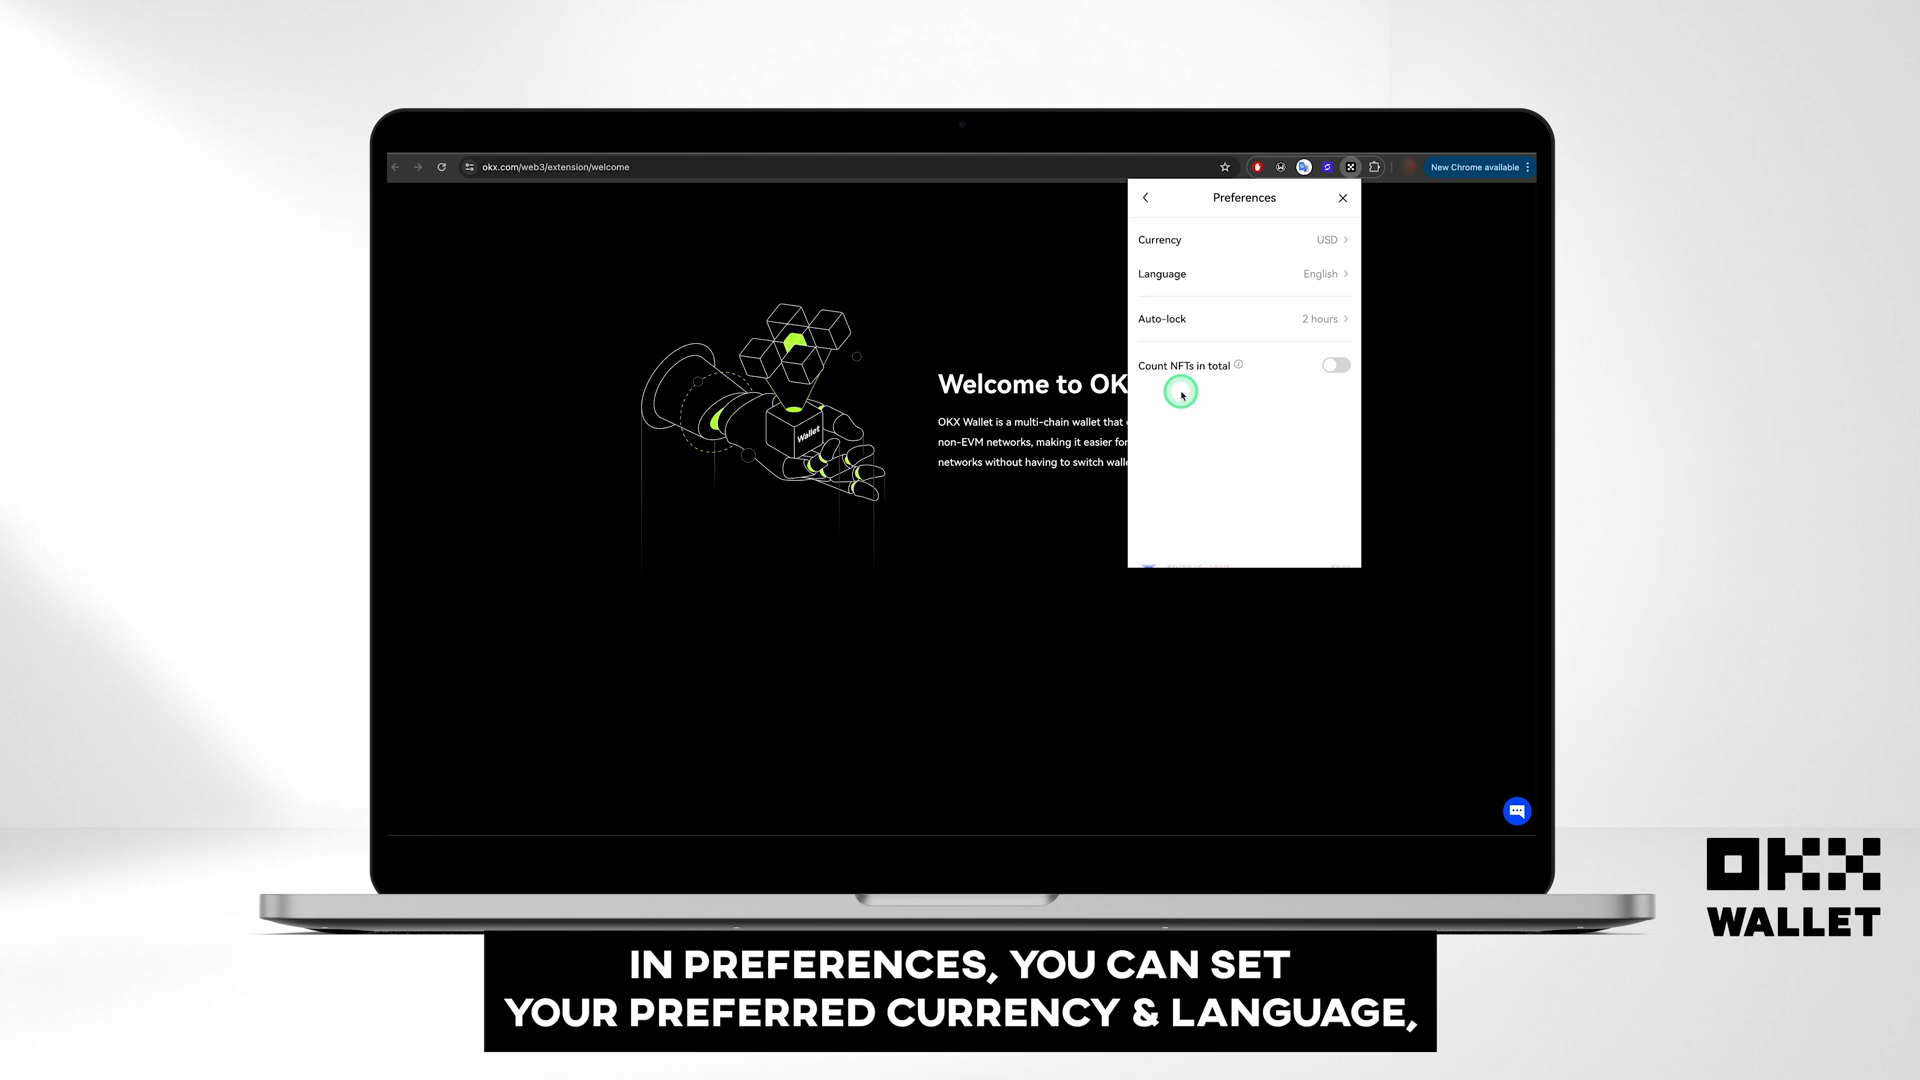 okx.com/web3/extension/welcome
New Chrome available
Preferences
Currency
USD
Language
English
Auto-lock
2 hours
Count NFTs in total
Wallet
Welcome to OK
OKX Wallet is a multi-chain wallet that
non-EVM networks, making it easier for
networks without having to switch walle
OKX
WALLET
IN PREFERENCES, YOU CAN SET
YOUR PREFERRED CURRENCY & LANGUAGE,